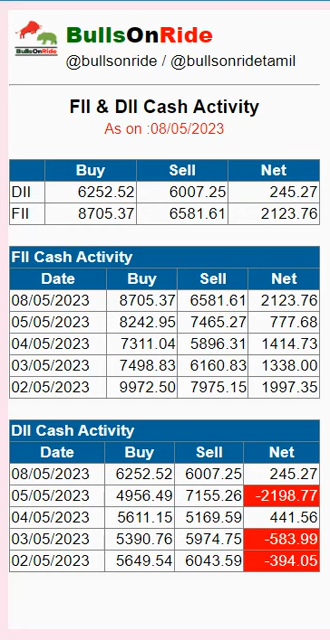 BullsOnRide
BullsOnRide
@bullsonride / @bullsonridetamil
FII & DII Cash Activity
As on :08/05/2023
Buy Sell Net
DII 6252.52 6007.25 245.27
FII 8705.37 6581.61 2123.76
FII Cash Activity
Date Buy Sell Net
08/05/2023 8705.37 6581.61 2123.76
05/05/2023 8242.95 7465.27 777.68
04/05/2023 7311.04 5896.31 1414.73
03/05/2023 7498.83 6160.83 1338.00
02/05/2023 9972.50 7975.15 1997.35
DII Cash Activity
Date Buy Sell Net
08/05/2023 6252.52 6007.25 245.27
05/05/2023 4956.49 7155.26 -2198.77
04/05/2023 5611.15 5169.59 441.56
03/05/2023 5390.76 5974.75 -583.99
02/05/2023 5649.54 6043.59 -394.05